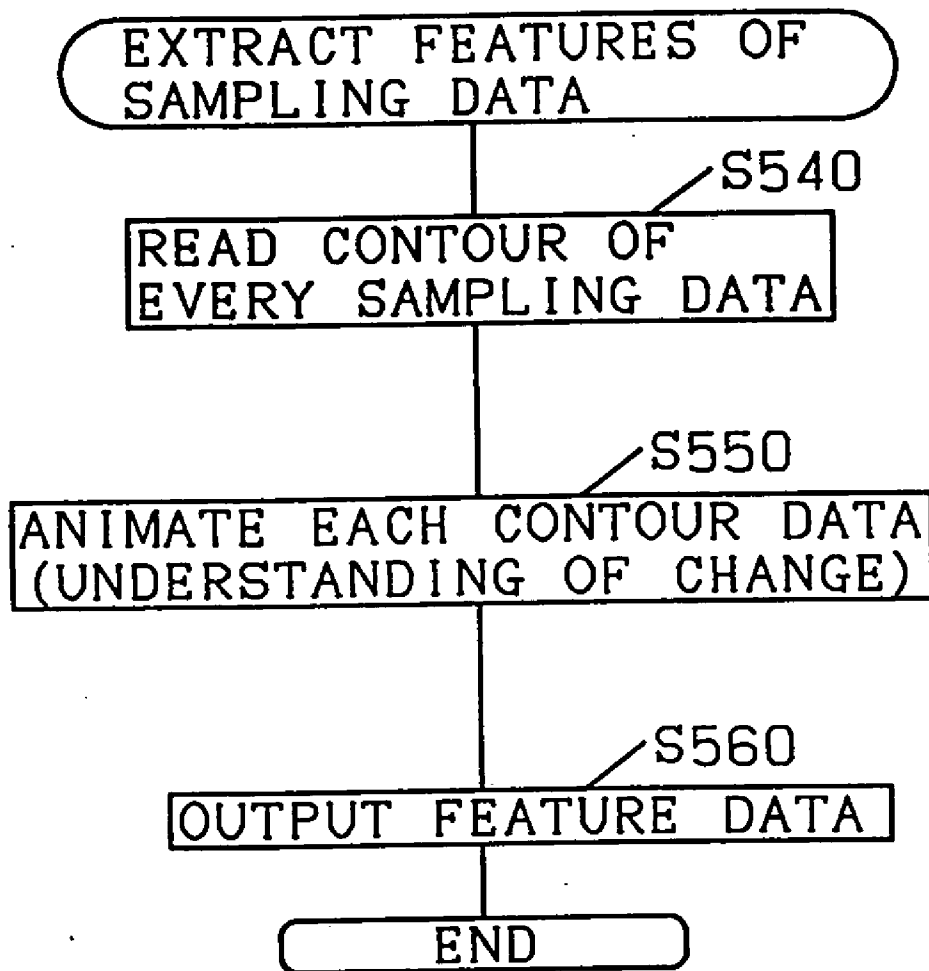 EXTRACT FEATURES OF
SAMPLING DATA
S540
READ CONTOUR OF
EVERY SAMPLING DATA
S550
ANIMATE EACH CONTOUR DATA
(UNDERSTANDING OF CHANGE)
S560
OUTPUT FEATURE DATA
END